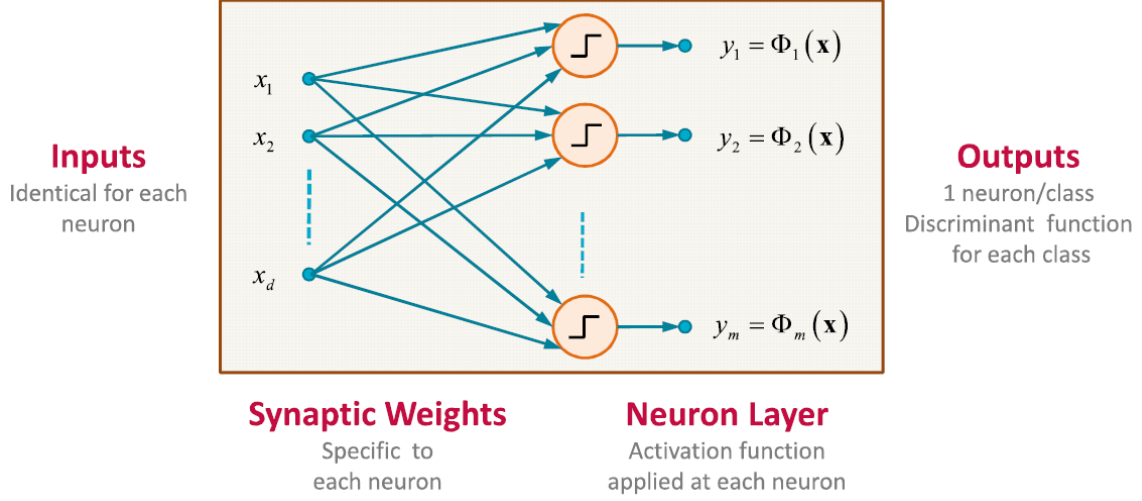 x₁
x₂
x_d
y₁ = Φ₁(𝐱)
y₂ = Φ₂(𝐱)
yₘ = Φₘ(𝐱)
Inputs
Identical for each
neuron
Outputs
1 neuron/class
Discriminant function
for each class
Synaptic Weights
Specific to
each neuron
Neuron Layer
Activation function
applied at each neuron